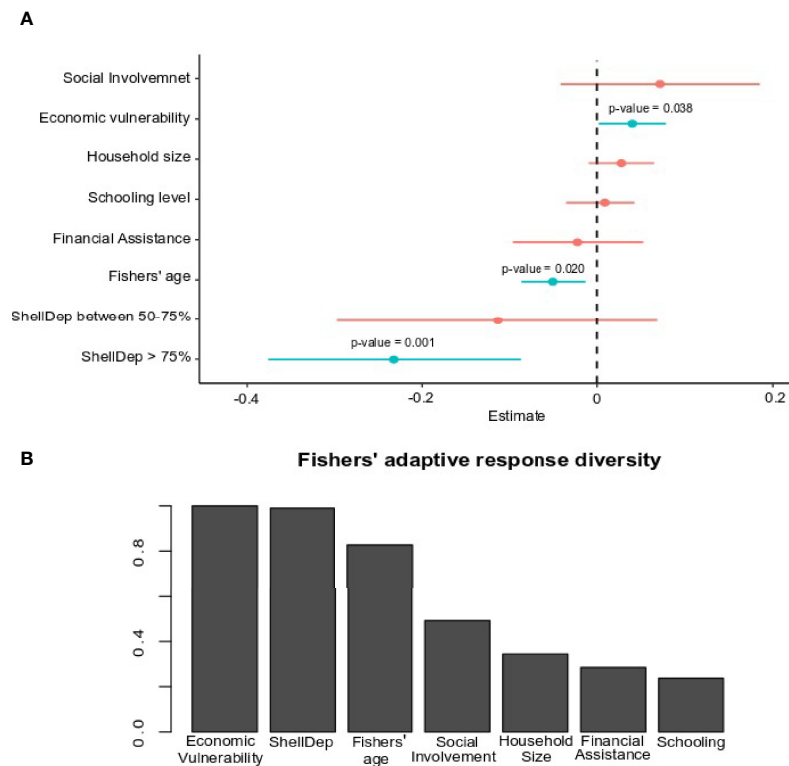 A
Social Involvemnet
p-value = 0.038
Economic vulnerability
Household size
Schooling level
Financial Assistance
p-value = 0.020
Fishers' age
ShellDep between 50-75%
p-value = 0.001
ShellDep > 75%
-0.4 -0.2 0 0.2
Estimate
B
Fishers' adaptive response diversity
0.8
0.4
0.0
Economic ShellDep Fishers' Social Household Financial Schooling
Vulnerability age Involvement Size Assistance